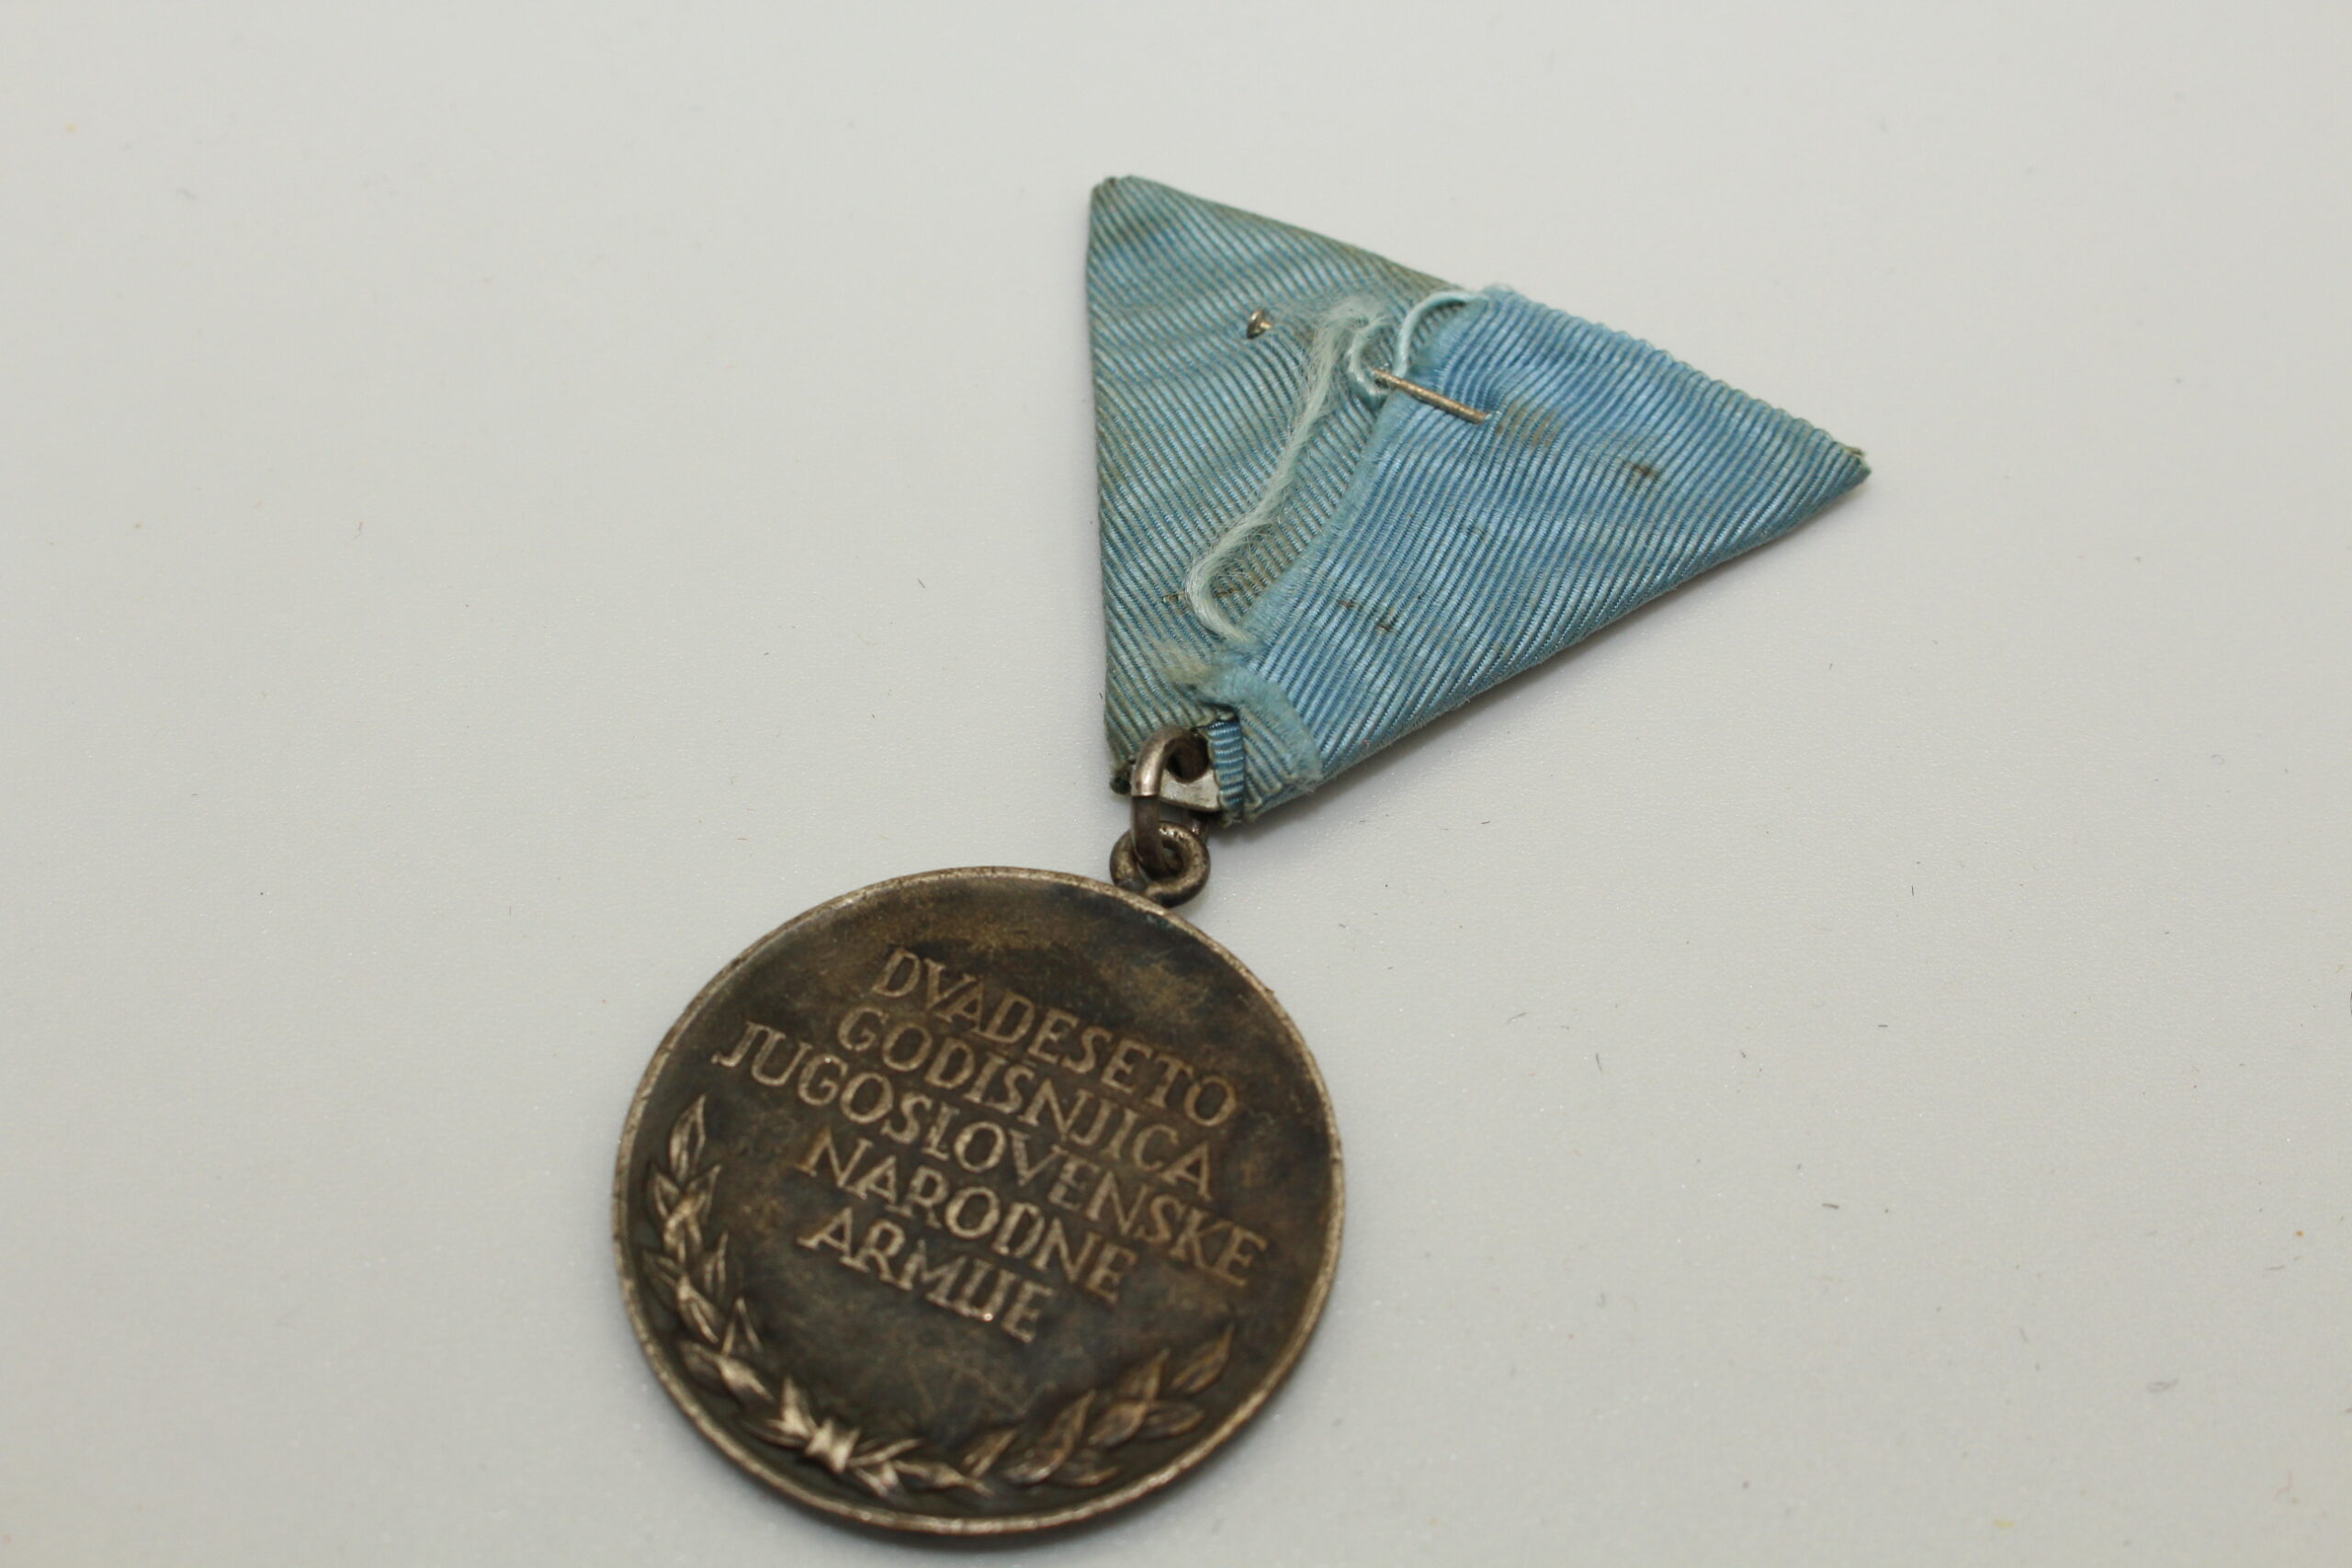 DVADESETO
GODIŠNJICA
JUGOSLOVENSKE
NARODNE
ARMIJE